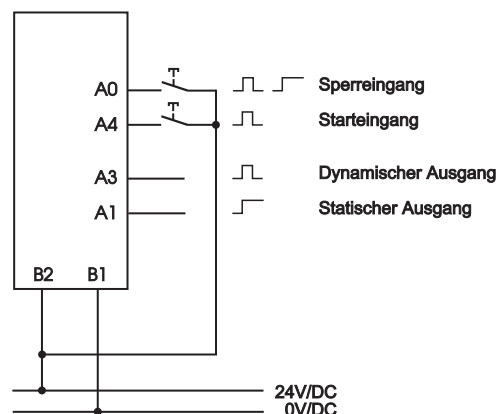 A0 Sperreingang
A4 Starteingang
A3 Dynamischer Ausgang
A1 Statischer Ausgang
B2 B1
24V/DC
0V/DC